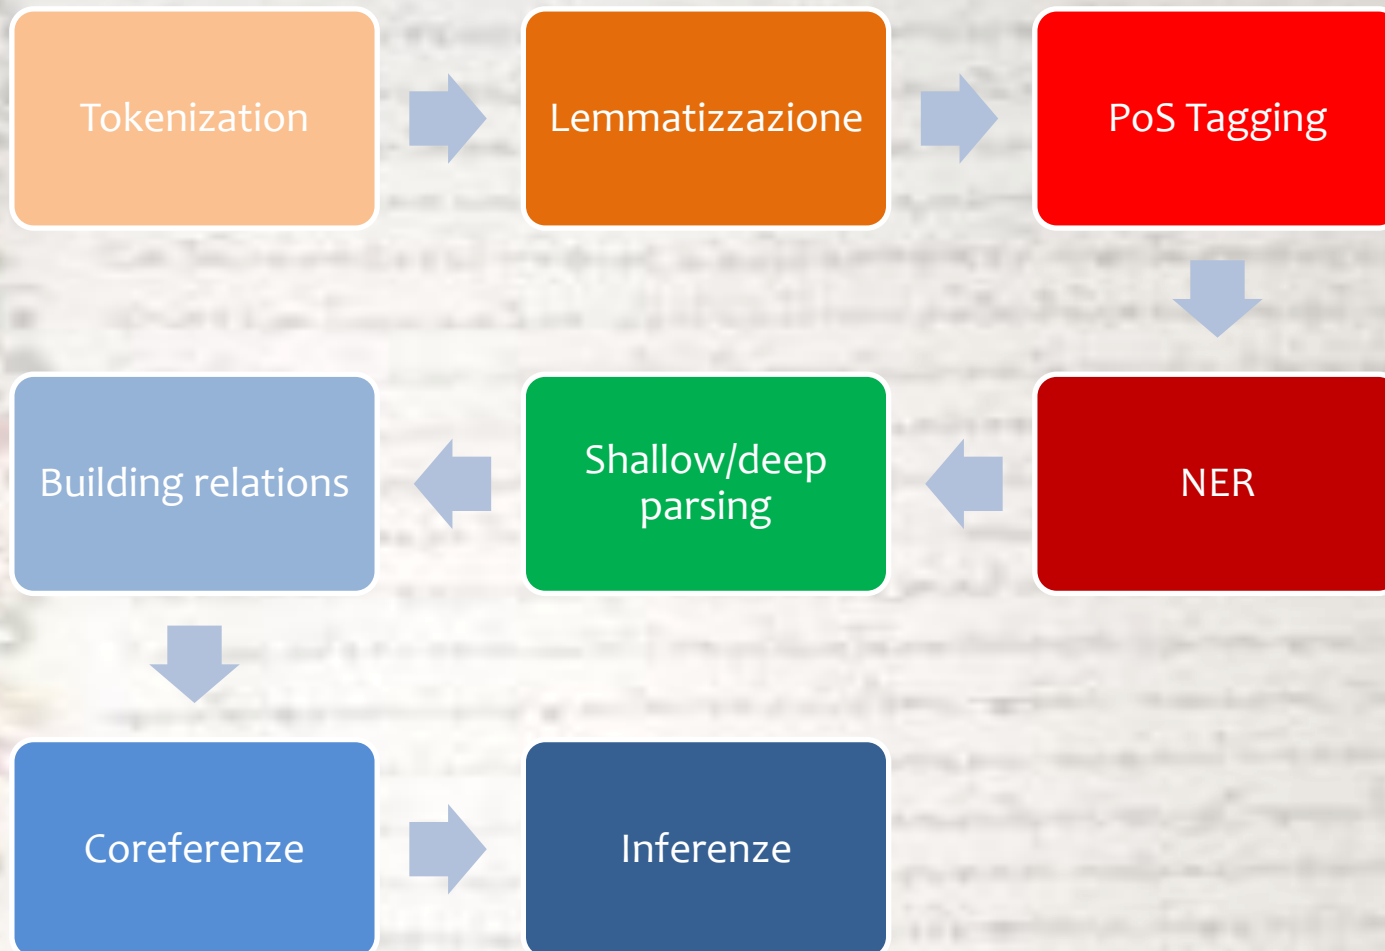 Tokenization
Lemmatizzazione
PoS Tagging
NER
Shallow/deep
parsing
Building relations
Coreferenze
Inferenze